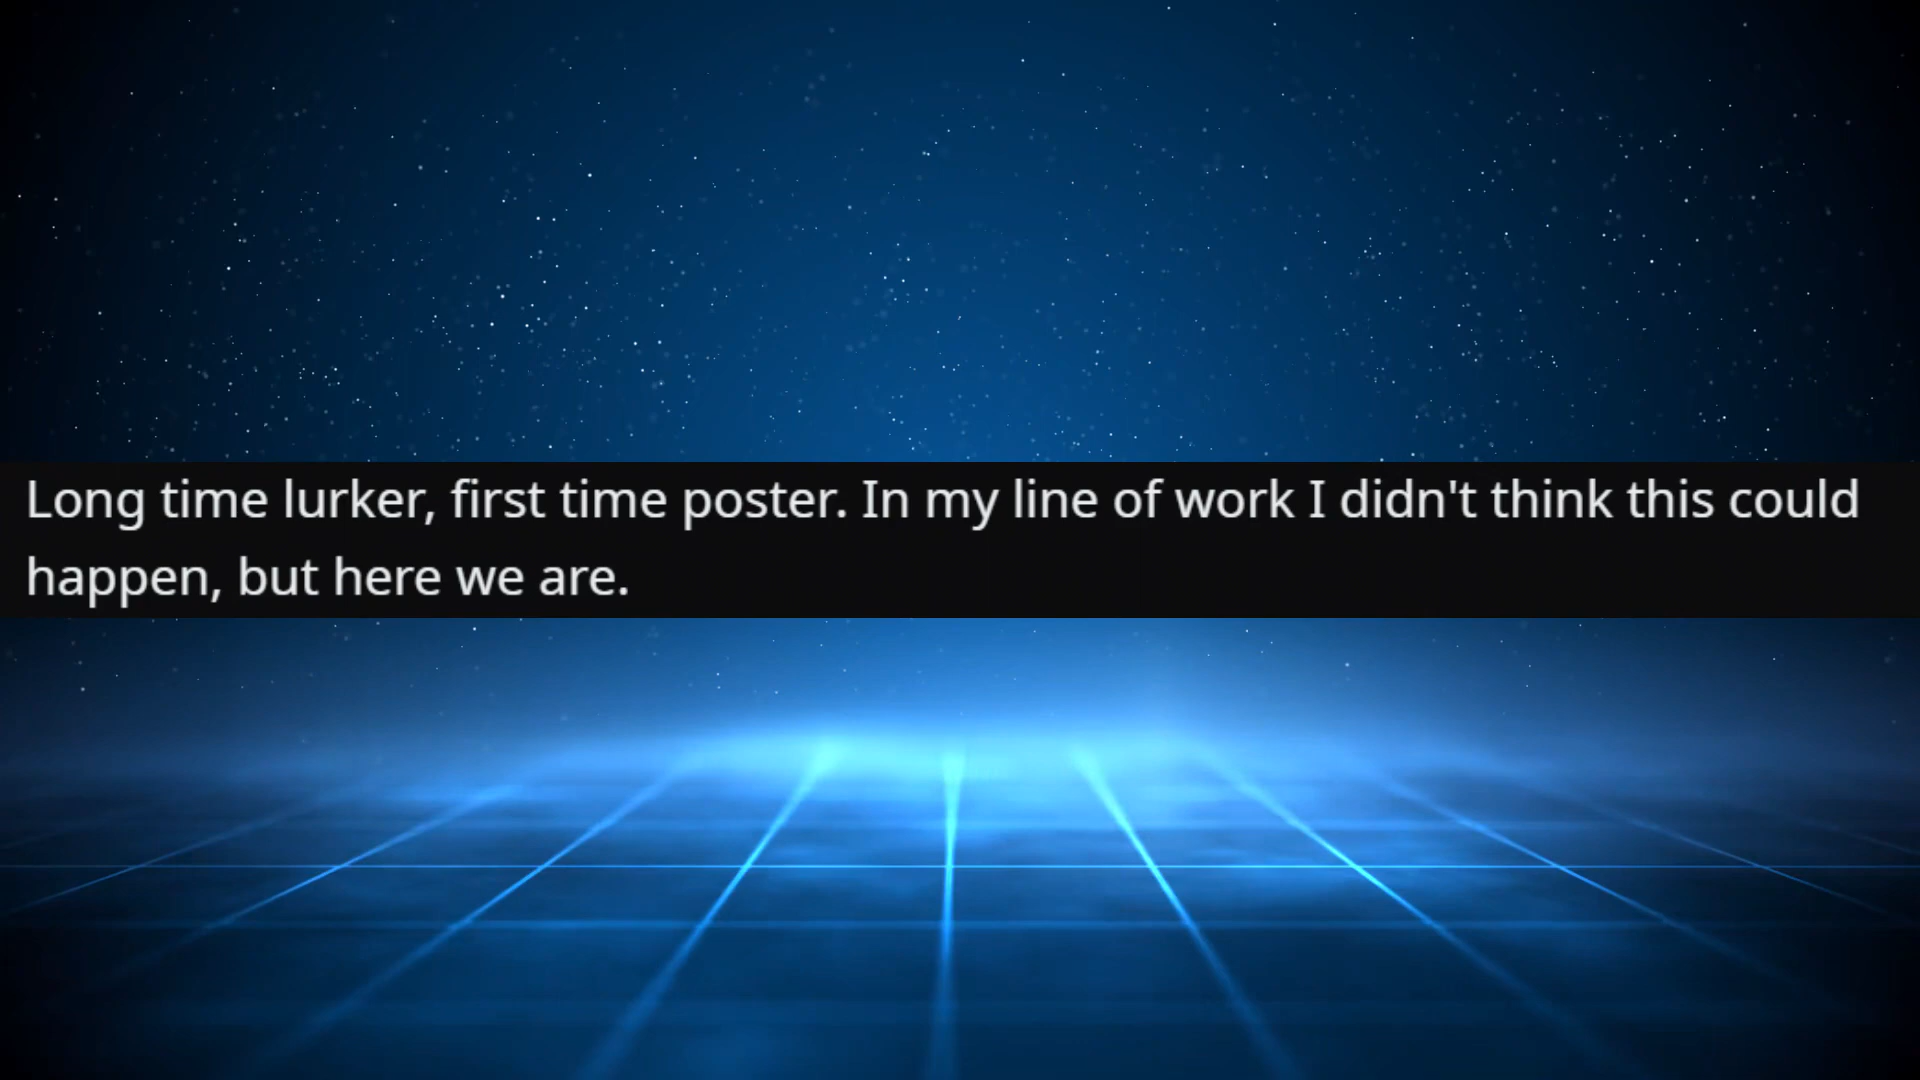 Long time lurker, first time poster. In my line of work I didn't think this could
happen, but here we are.